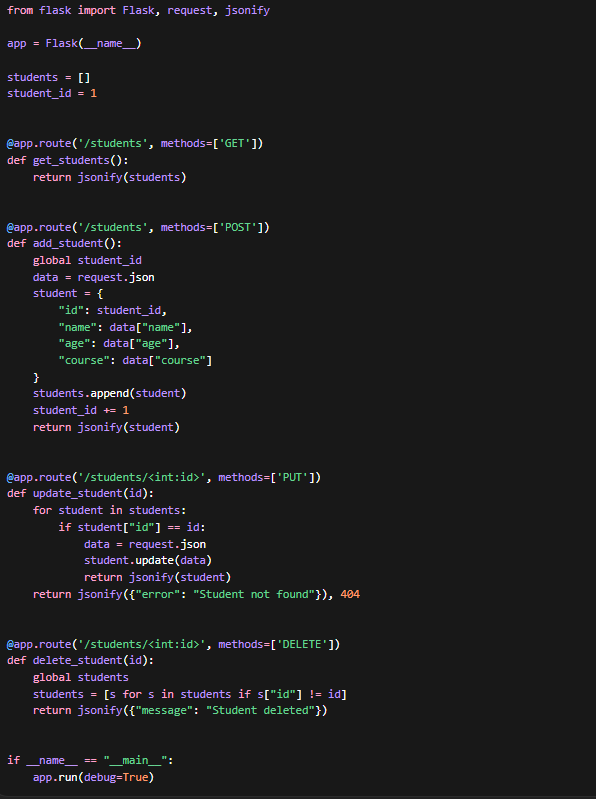 from flask import Flask, request, jsonify

app = Flask(__name__)

students = []
student_id = 1


@app.route('/students', methods=['GET'])
def get_students():
    return jsonify(students)


@app.route('/students', methods=['POST'])
def add_student():
    global student_id
    data = request.json
    student = {
        "id": student_id,
        "name": data["name"],
        "age": data["age"],
        "course": data["course"]
    }
    students.append(student)
    student_id += 1
    return jsonify(student)


@app.route('/students/<int:id>', methods=['PUT'])
def update_student(id):
    for student in students:
        if student["id"] == id:
            data = request.json
            student.update(data)
            return jsonify(student)
    return jsonify({"error": "Student not found"}), 404


@app.route('/students/<int:id>', methods=['DELETE'])
def delete_student(id):
    global students
    students = [s for s in students if s["id"] != id]
    return jsonify({"message": "Student deleted"})


if __name__ == "__main__":
    app.run(debug=True)